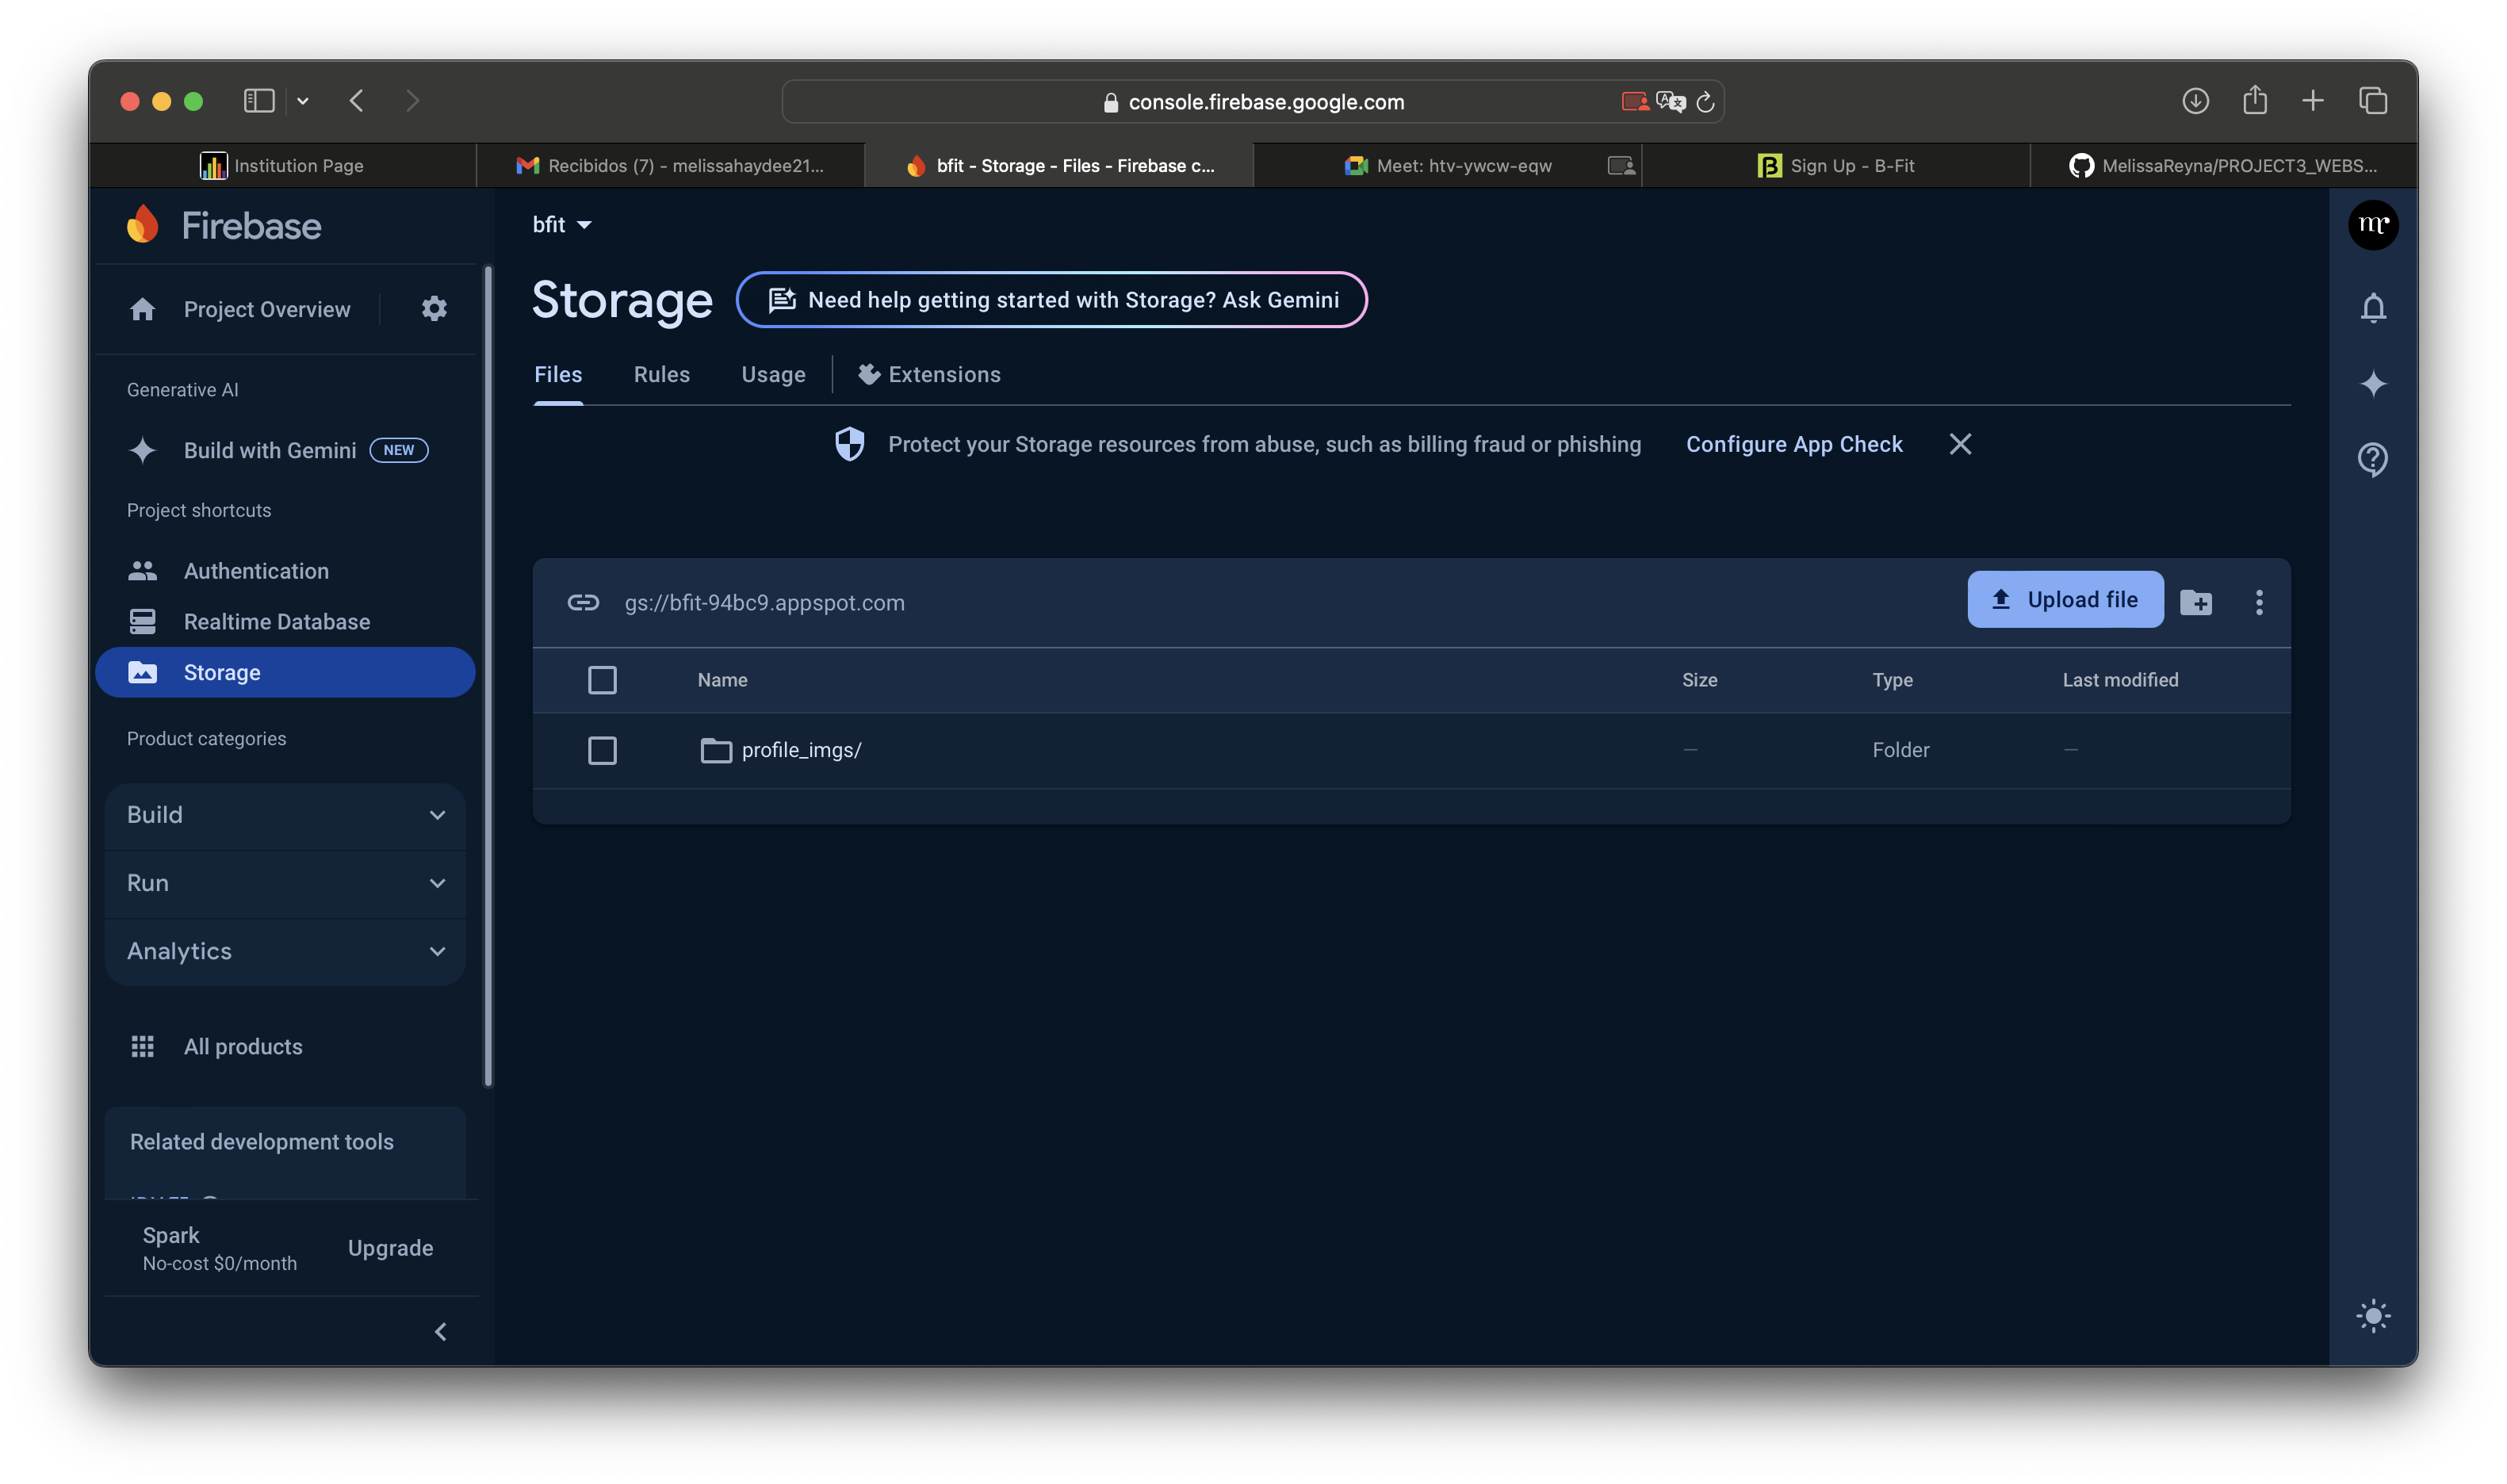 console.firebase.google.com
Institution Page
Recibidos (7) - melissahaydee21...
bfit - Storage - Files - Firebase c...
Meet: htv-ywcw-eqw
Sign Up - B-Fit
MelissaReyna/PROJECT3_WEBS...
Firebase
bfit
mr
Project Overview
Storage
Need help getting started with Storage? Ask Gemini
Files
Rules
Usage
Extensions
Generative AI
Build with Gemini NEW
Protect your Storage resources from abuse, such as billing fraud or phishing
Configure App Check
Project shortcuts
Authentication
Realtime Database
Storage
gs://bfit-94bc9.appspot.com
Upload file
Name Size Type Last modified
profile_imgs/ — Folder —
Product categories
Build
Run
Analytics
All products
Related development tools
Spark
No-cost $0/month
Upgrade